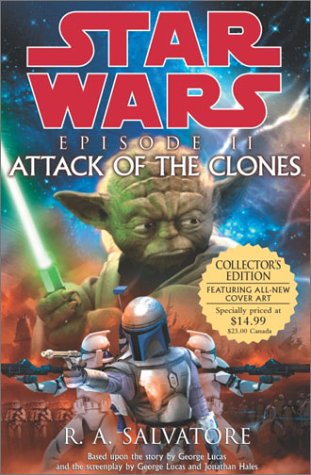 STAR
WARS
EPISODE II
ATTACK OF THE CLONES™
COLLECTOR'S
EDITION
FEATURING ALL-NEW
COVER ART
Specially priced at
$14.99
$23.00 Canada
R. A. SALVATORE
Based upon the story by George Lucas
and the screenplay by George Lucas and Jonathan Hales